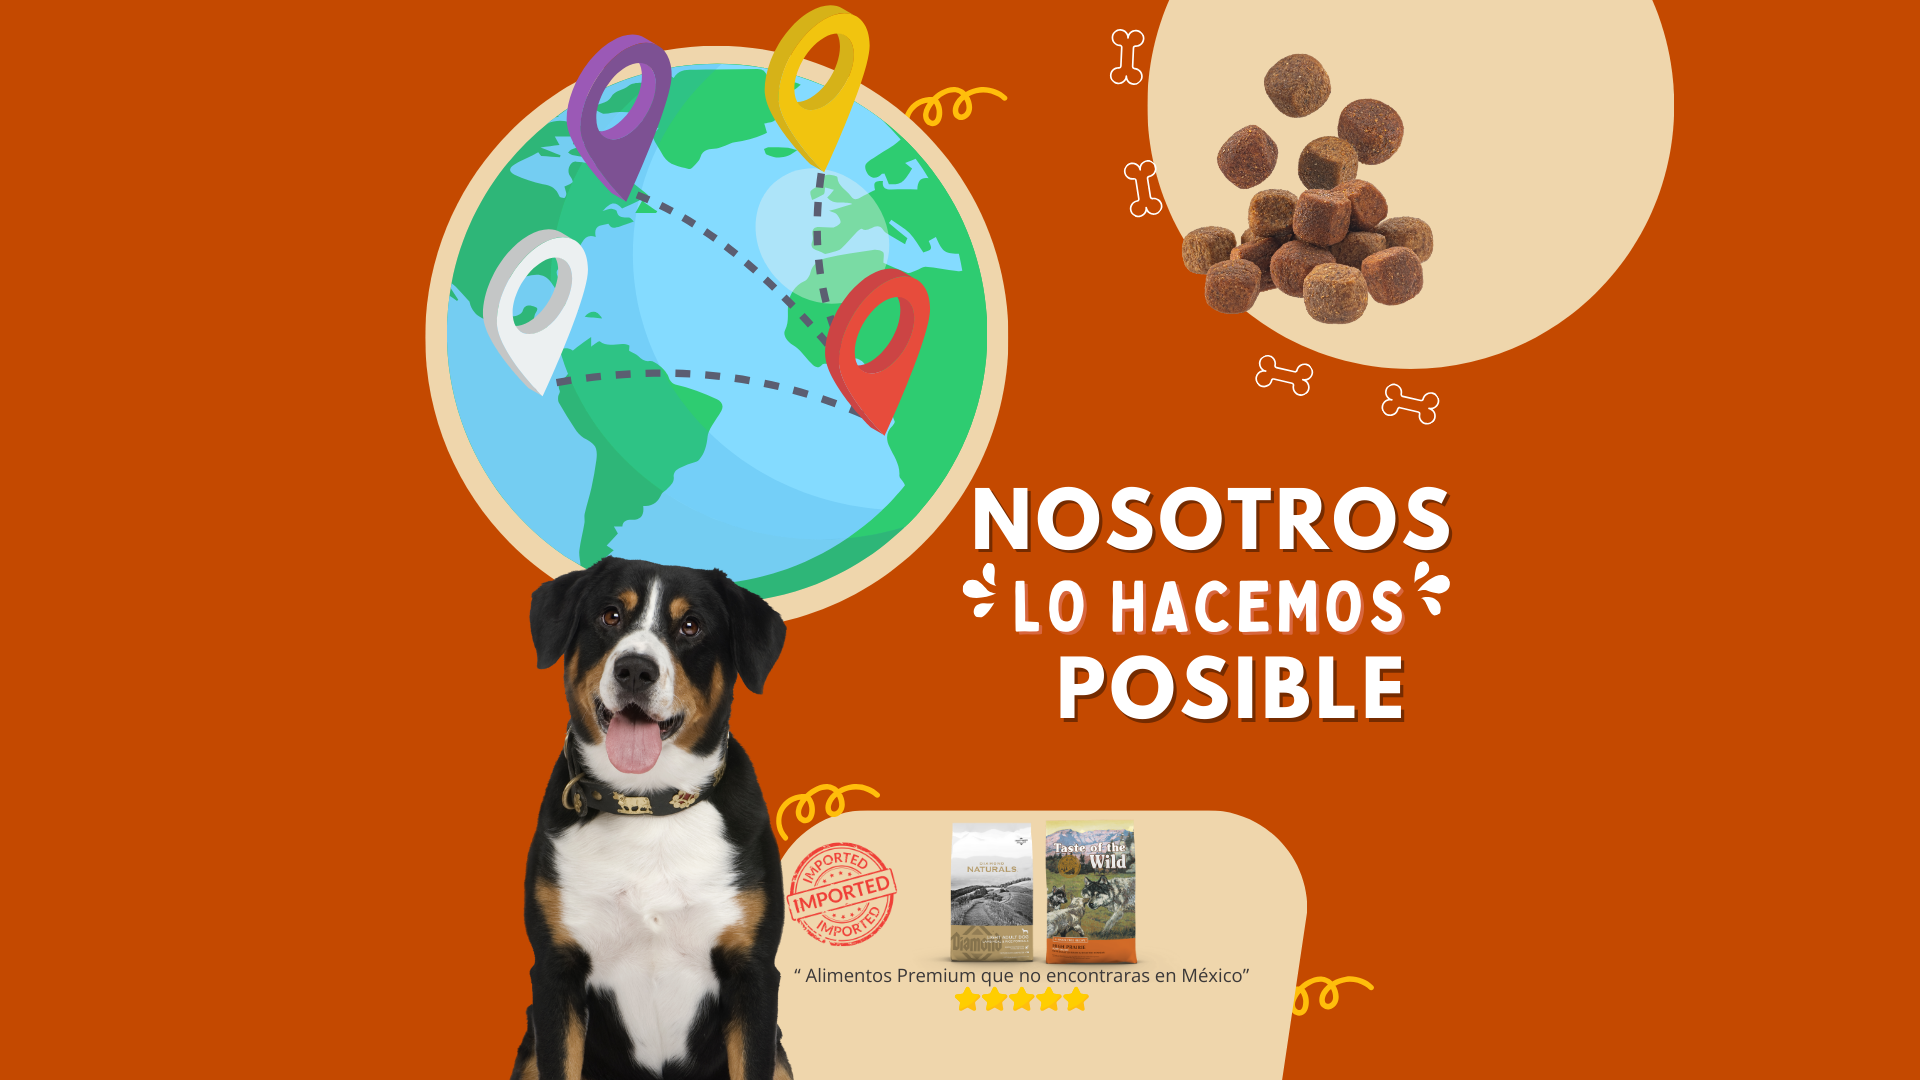 NOSOTROS
LO HACEMOS
POSIBLE
IMPORTED
IMPORTED
IMPORTED
DIAMOND
NATURALS
Diamond
Taste of the
Wild
“ Alimentos Premium que no encontraras en México”